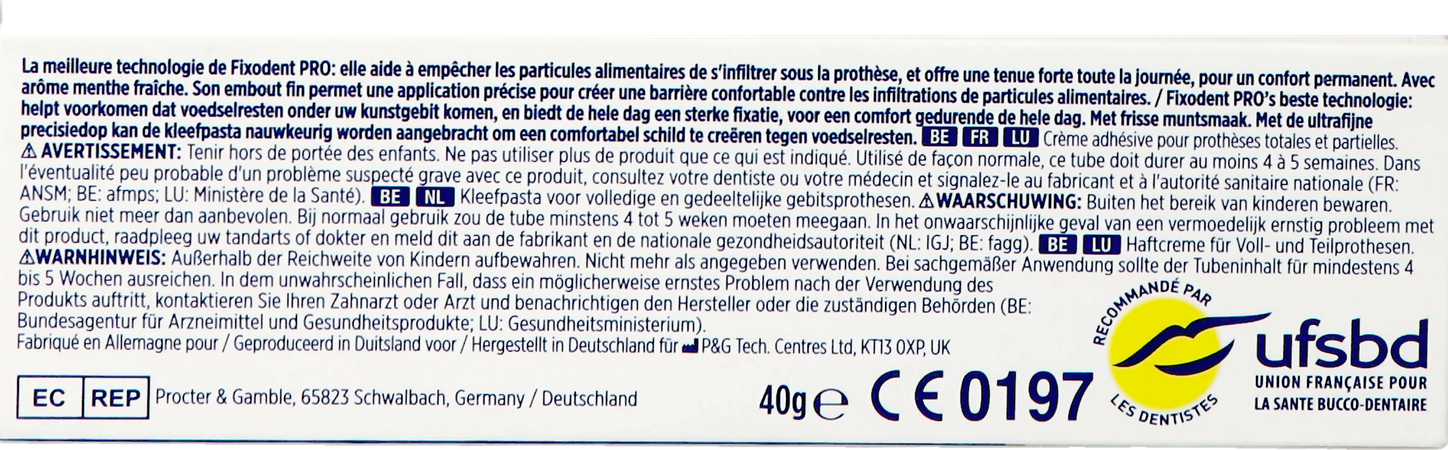 La meilleure technologie de Fixodent PRO: elle aide à empêcher les particules alimentaires de s'infiltrer sous la prothèse, et offre une tenue forte toute la journée, pour un confort permanent. Avec
arôme menthe fraîche. Son embout fin permet une application précise pour créer une barrière confortable contre les infiltrations de particules alimentaires. / Fixodent PRO's beste technologie:
helpt voorkomen dat voedselresten onder uw kunstgebit komen, en biedt de hele dag een sterke fixatie, voor een comfort gedurende de hele dag. Met frisse muntsmaak. Met de ultrafijne
precisiedop kan de kleefpasta nauwkeurig worden aangebracht om een comfortabel schild te creëren tegen voedselresten. BE FR LU Crème adhésive pour prothèses totales et partielles.
⚠ AVERTISSEMENT: Tenir hors de portée des enfants. Ne pas utiliser plus de produit que ce qui est indiqué. Utilisé de façon normale, ce tube doit durer au moins 4 à 5 semaines. Dans
l'éventualité peu probable d'un problème suspecté grave avec ce produit, consultez votre dentiste ou votre médecin et signalez-le au fabricant et à l'autorité sanitaire nationale (FR:
ANSM; BE: afmps; LU: Ministère de la Santé). BE NL Kleefpasta voor volledige en gedeeltelijke gebitsprothesen. ⚠WAARSCHUWING: Buiten het bereik van kinderen bewaren.
Gebruik niet meer dan aanbevolen. Bij normaal gebruik zou de tube minstens 4 tot 5 weken moeten meegaan. In het onwaarschijnlijke geval van een vermoedelijk ernstig probleem met
dit product, raadpleeg uw tandarts of dokter en meld dit aan de fabrikant en de nationale gezondheidsautoriteit (NL: IGJ; BE: fagg). BE LU Haftcreme für Voll- und Teilprothesen.
⚠WARNHINWEIS: Außerhalb der Reichweite von Kindern aufbewahren. Nicht mehr als angegeben verwenden. Bei sachgemäßer Anwendung sollte der Tubeninhalt für mindestens 4
bis 5 Wochen ausreichen. In dem unwahrscheinlichen Fall, dass ein möglicherweise ernstes Problem nach der Verwendung des
Produkts auftritt, kontaktieren Sie Ihren Zahnarzt oder Arzt und benachrichtigen den Hersteller oder die zuständigen Behörden (BE:
Bundesagentur für Arzneimittel und Gesundheitsprodukte; LU: Gesundheitsministerium).
Fabriqué en Allemagne pour / Geproduceerd in Duitsland voor / Hergestellt in Deutschland für P&G Tech. Centres Ltd, KT13 0XP, UK
EC REP Procter & Gamble, 65823 Schwalbach, Germany / Deutschland
40g ℮ CE 0197
RECOMMANDÉ PAR
LES DENTISTES
ufsbd
UNION FRANÇAISE POUR
LA SANTE BUCCO-DENTAIRE